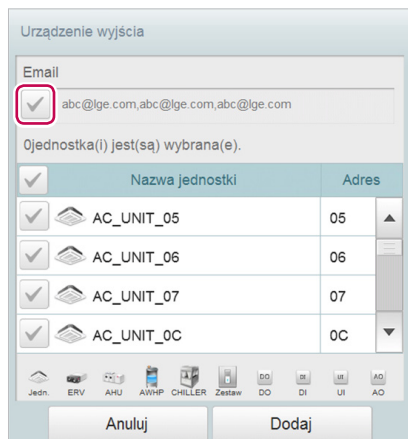 Urządzenie wyjścia
Email
abc@lge.com,abc@lge.com,abc@lge.com
0jednostka(i) jest(są) wybrana(e).
Nazwa jednostki Adres
AC_UNIT_05 05
AC_UNIT_06 06
AC_UNIT_07 07
AC_UNIT_0C 0C
DO DI UI AO
Jedn. ERV AHU AWHP CHILLER Zestaw DO DI UI AO
Anuluj Dodaj